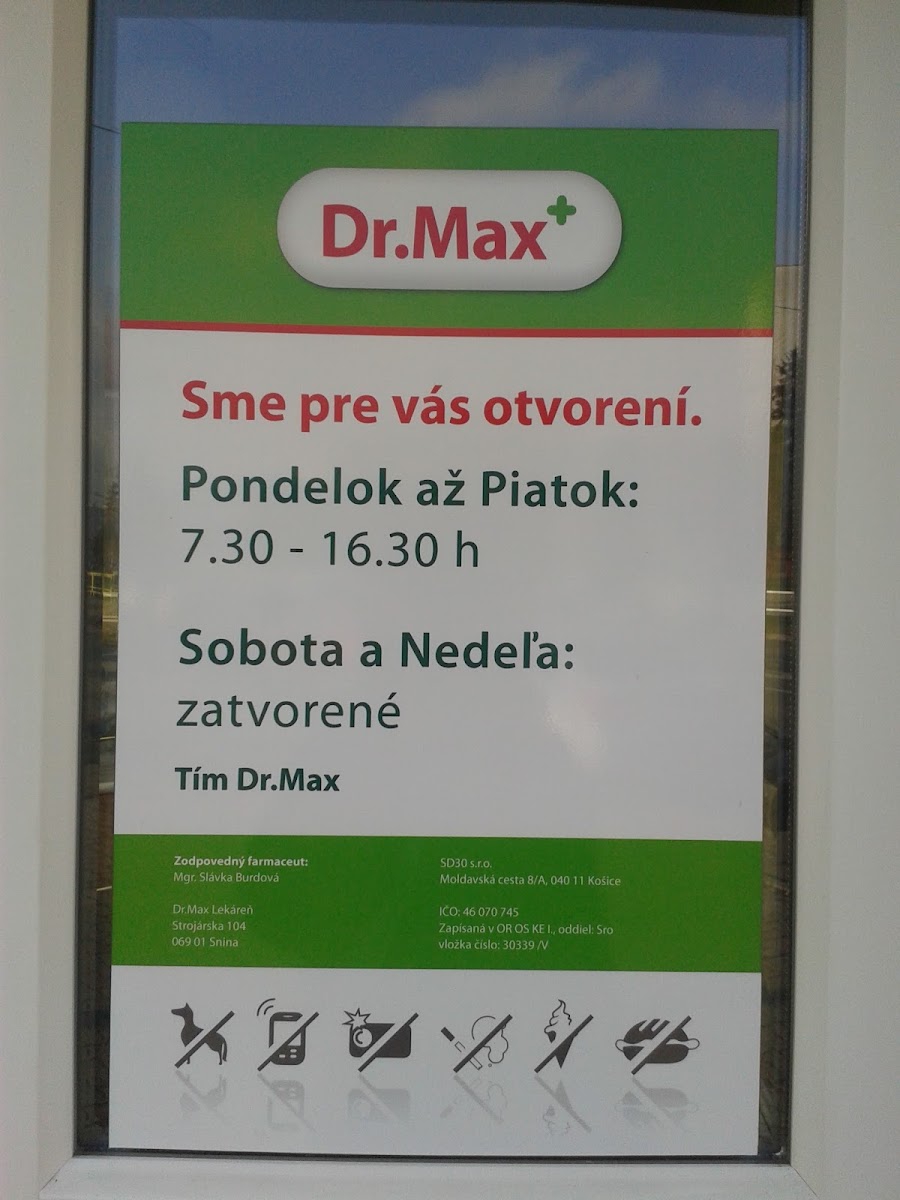 Dr.Max+
Sme pre vás otvorení.
Pondelok až Piatok:
7.30 - 16.30 h
Sobota a Nedeľa:
zatvorené
Tím Dr.Max
Zodpovedný farmaceut:
Mgr. Slávka Burdová
Dr.Max Lekáreň
Strojárska 104
069 01 Snina
SD30 s.r.o.
Moldavská cesta 8/A, 040 11 Košice
IČO: 46 070 745
Zapísaná v OR OS KE I., oddiel: Sro
vložka číslo: 30339 /V